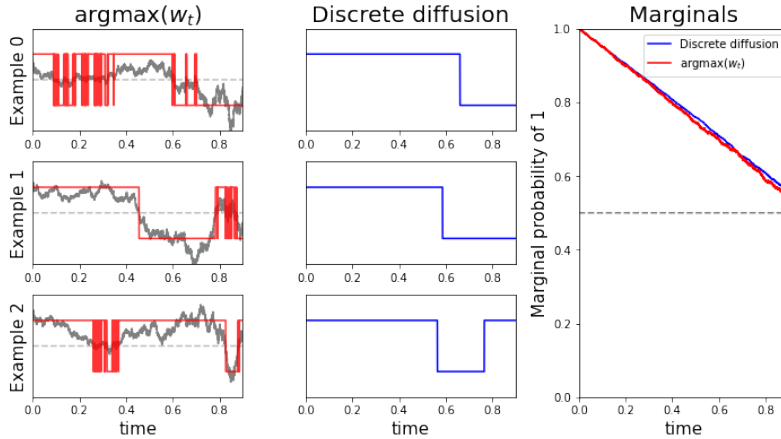 argmax(wₜ)
Discrete diffusion
Marginals
Example 0
0.0 0.2 0.4 0.6 0.8
0.0 0.2 0.4 0.6 0.8
Example 1
0.0 0.2 0.4 0.6 0.8
0.0 0.2 0.4 0.6 0.8
Example 2
0.0 0.2 0.4 0.6 0.8
time
0.0 0.2 0.4 0.6 0.8
time
Marginal probability of 1
1.0
0.8
0.6
0.4
0.2
0.0
Discrete diffusion
argmax(wₜ)
0.0 0.2 0.4 0.6 0.8
time